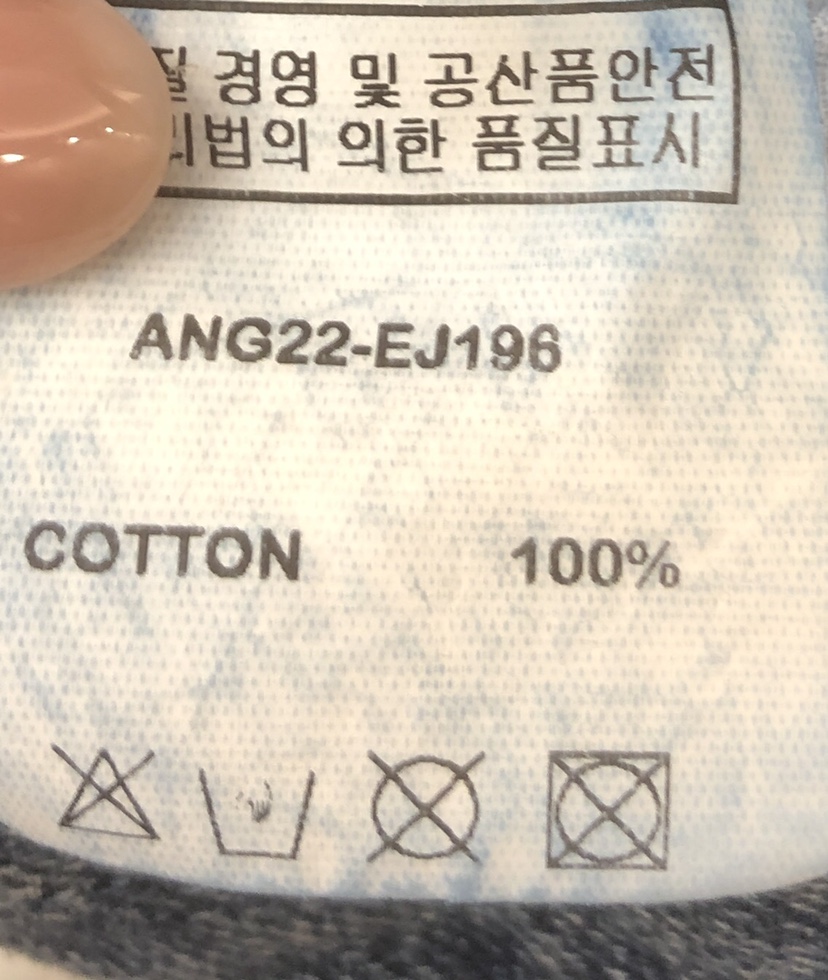 경영 및 공산품안전
법의 의한 품질표시
ANG22-EJ196
COTTON 100%